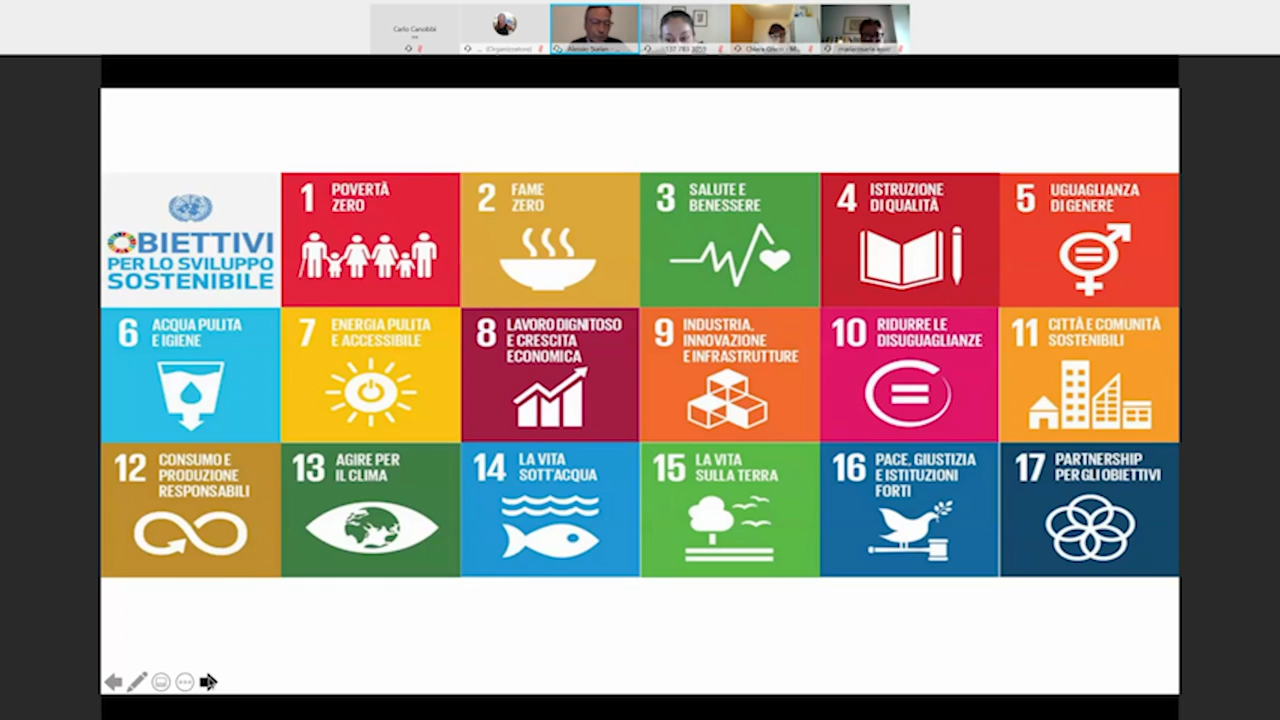 Carlo Canobbi
(Organizzatore)
Alessio Surian -
OBIETTIVI
PER LO SVILUPPO
SOSTENIBILE
1 POVERTÀ
ZERO
2 FAME
ZERO
3 SALUTE E
BENESSERE
4 ISTRUZIONE
DI QUALITÀ
5 UGUAGLIANZA
DI GENERE
6 ACQUA PULITA
E IGIENE
7 ENERGIA PULITA
E ACCESSIBILE
8 LAVORO DIGNITOSO
E CRESCITA
ECONOMICA
9 INDUSTRIA,
INNOVAZIONE
E INFRASTRUTTURE
10 RIDURRE LE
DISUGUAGLIANZE
11 CITTÀ E COMUNITÀ
SOSTENIBILI
12 CONSUMO E
PRODUZIONE
RESPONSABILI
13 AGIRE PER
IL CLIMA
14 LA VITA
SOTT'ACQUA
15 LA VITA
SULLA TERRA
16 PACE, GIUSTIZIA
E ISTITUZIONI
FORTI
17 PARTNERSHIP
PER GLI OBIETTIVI